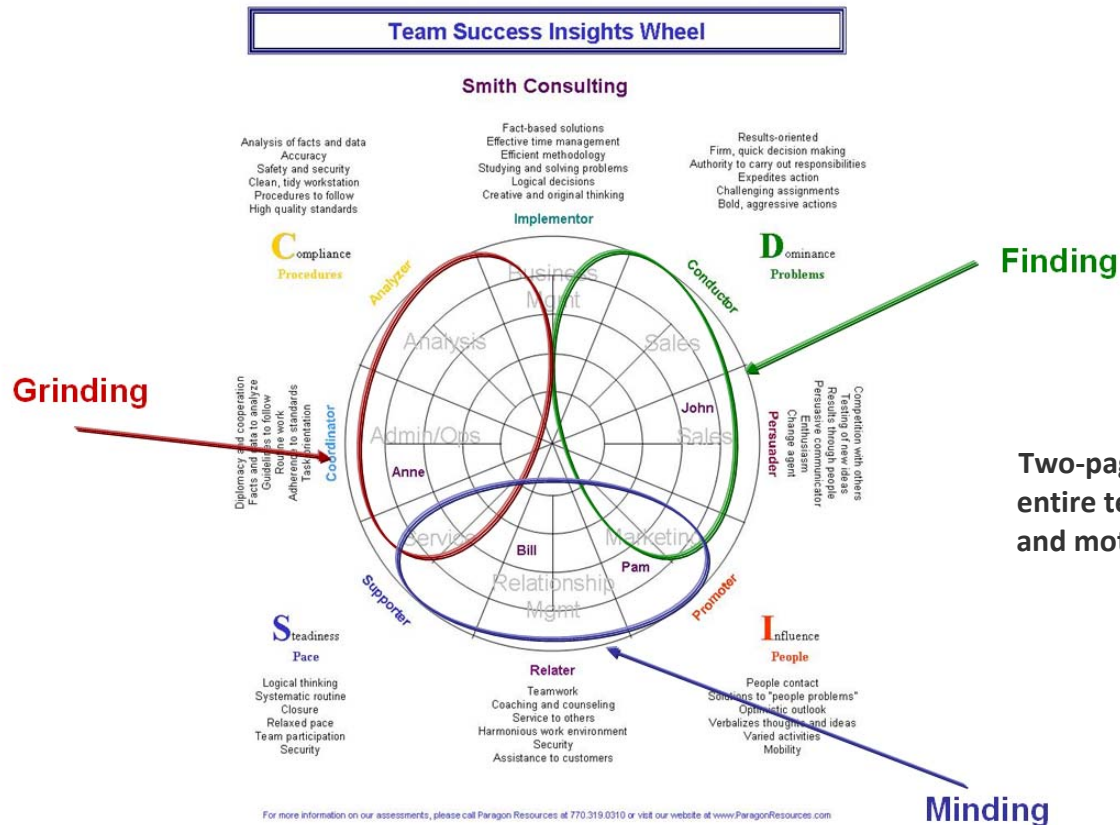 Team Success Insights Wheel
Smith Consulting
Analysis of facts and data
Accuracy
Safety and security
Clean, tidy workstation
Procedures to follow
High quality standards
Fact-based solutions
Effective time management
Efficient methodology
Studying and solving problems
Logical decisions
Creative and original thinking
Results-oriented
Firm, quick decision making
Authority to carry out responsibilities
Expedites action
Challenging assignments
Bold, aggressive actions
Implementor
Compliance
Procedures
Dominance
Problems
Analyzer
Conductor
Finding
Business
Mgmt
Analysis
Sales
Grinding
Diplomacy and cooperation
Facts and data to analyze
Guidelines to follow
Routine work
Adherence to standards
Task orientation
Coordinator
Admin/Ops
Anne
John
Sales
Persuader
Competition with others
Testing of new ideas
Results through people
Persuasive communicator
Enthusiasm
Change agent
Two-pag
entire te
and mot
Service
Bill
Marketing
Pam
Relationship
Mgmt
Supporter
Promoter
Steadiness
Pace
Influence
People
Relater
Logical thinking
Systematic routine
Closure
Relaxed pace
Team participation
Security
Teamwork
Coaching and counseling
Service to others
Harmonious work environment
Security
Assistance to customers
People contact
Solutions to "people problems"
Optimistic outlook
Verbalizes thoughts and ideas
Varied activities
Mobility
Minding
For more information on our assessments, please call Paragon Resources at 770.319.0310 or visit our website at www.ParagonResources.com